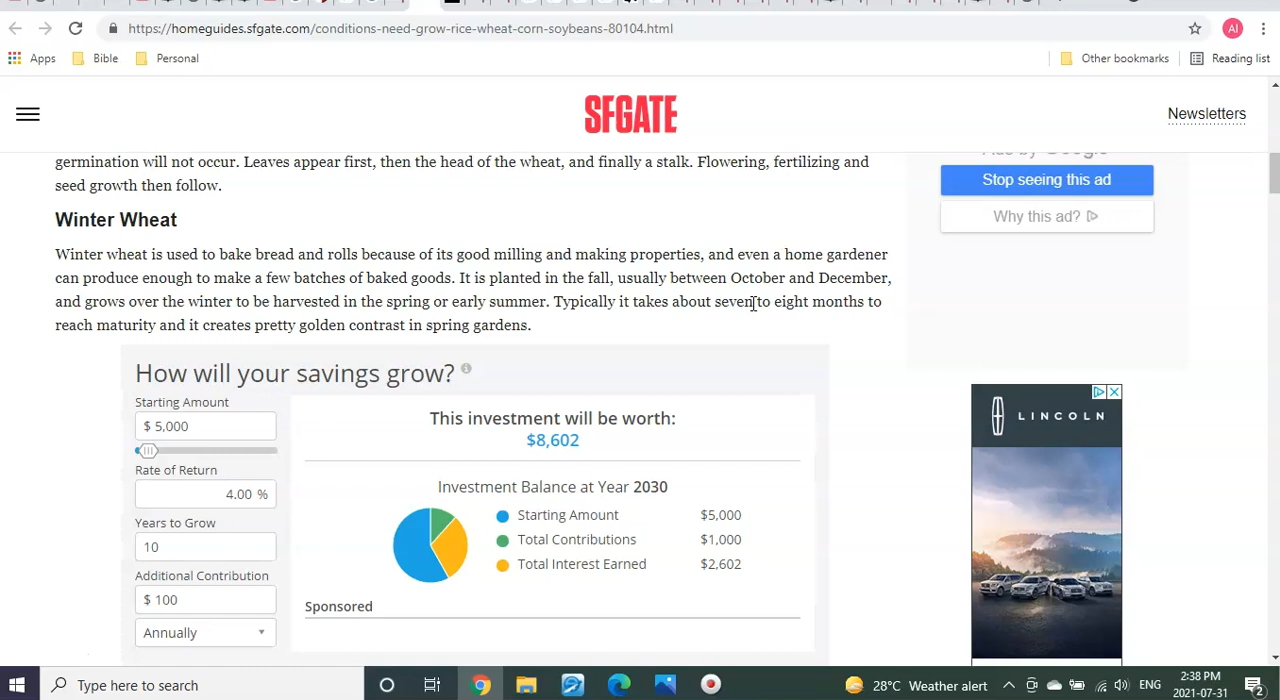 https://homeguides.sfgate.com/conditions-need-grow-rice-wheat-corn-soybeans-80104.html
AI
Apps
Bible
Personal
Other bookmarks
Reading list
SFGATE
Newsletters
germination will not occur. Leaves appear first, then the head of the wheat, and finally a stalk. Flowering, fertilizing and
seed growth then follow.
Winter Wheat
Winter wheat is used to bake bread and rolls because of its good milling and making properties, and even a home gardener
can produce enough to make a few batches of baked goods. It is planted in the fall, usually between October and December,
and grows over the winter to be harvested in the spring or early summer. Typically it takes about seven to eight months to
reach maturity and it creates pretty golden contrast in spring gardens.
How will your savings grow?
Starting Amount
$ 5,000
Rate of Return
4.00 %
Years to Grow
10
Additional Contribution
$ 100
Annually
This investment will be worth:
$8,602
Investment Balance at Year 2030
Starting Amount $5,000
Total Contributions $1,000
Total Interest Earned $2,602
Sponsored
Ads by Google
Stop seeing this ad
Why this ad?
LINCOLN
Type here to search
28°C Weather alert
ENG
2:38 PM
2021-07-31
2